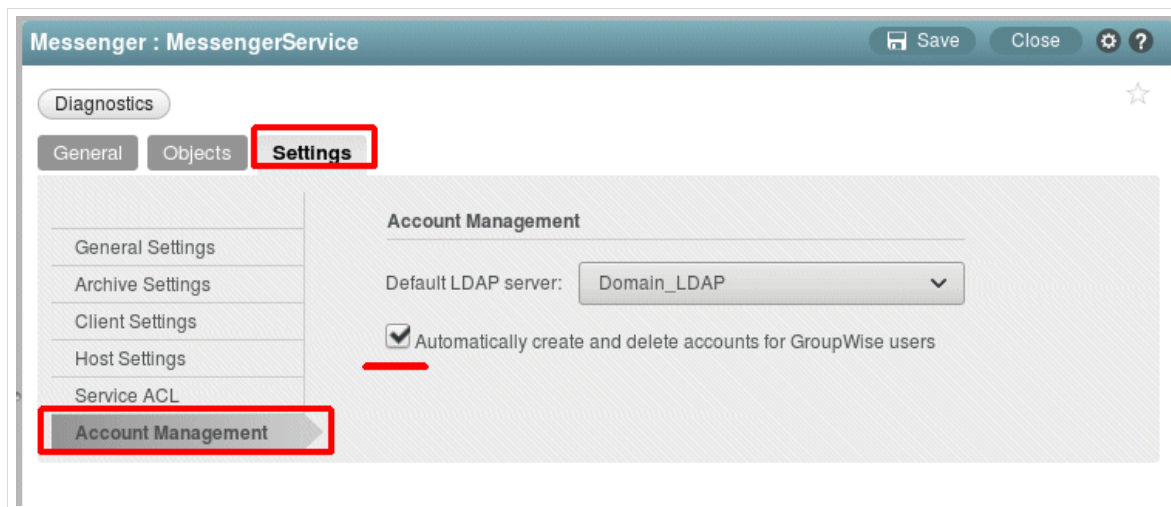 Messenger : MessengerService
Save
Close
?
Diagnostics
General
Objects
Settings
General Settings
Archive Settings
Client Settings
Host Settings
Service ACL
Account Management
Account Management
Default LDAP server:
Domain_LDAP
Automatically create and delete accounts for GroupWise users